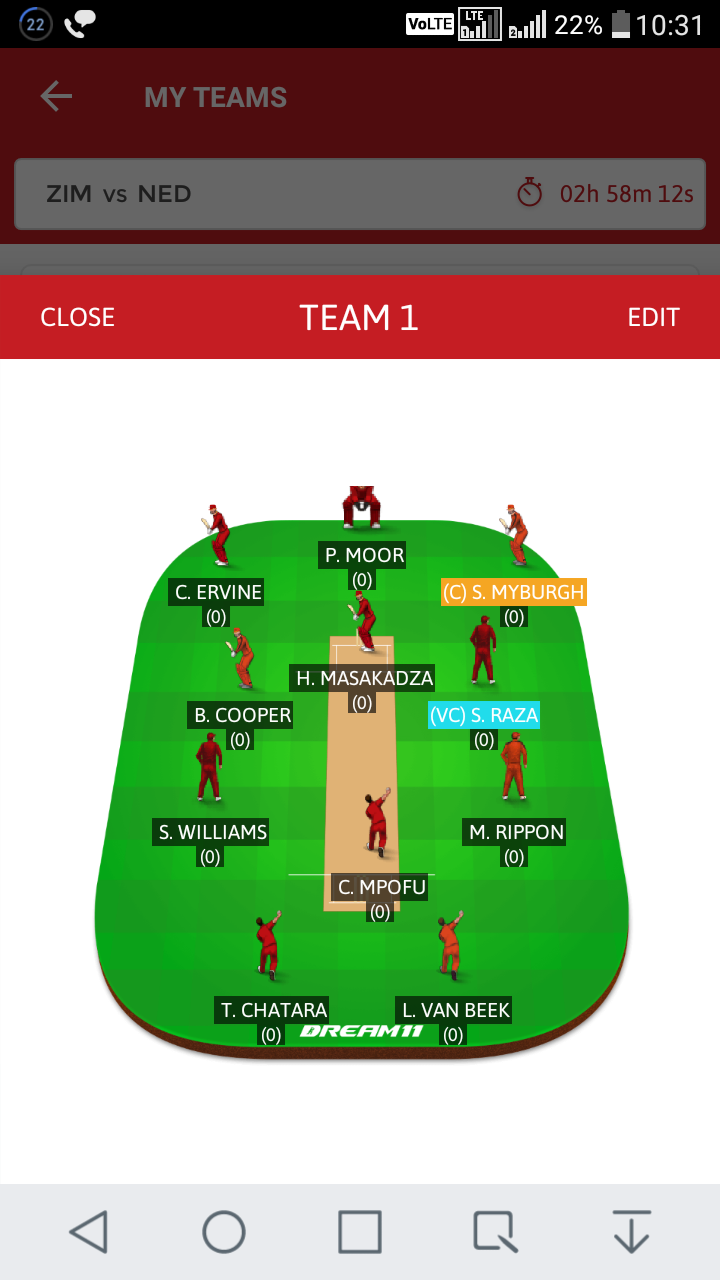 22 VoLTE LTE 1 2 22% 10:31
MY TEAMS
ZIM vs NED 02h 58m 12s
CLOSE TEAM 1 EDIT
P. MOOR
(0)
C. ERVINE
(0)
(C) S. MYBURGH
(0)
H. MASAKADZA
(0)
B. COOPER
(0)
(VC) S. RAZA
(0)
S. WILLIAMS
(0)
M. RIPPON
(0)
C. MPOFU
(0)
T. CHATARA
(0)
L. VAN BEEK
(0)
DREAM11